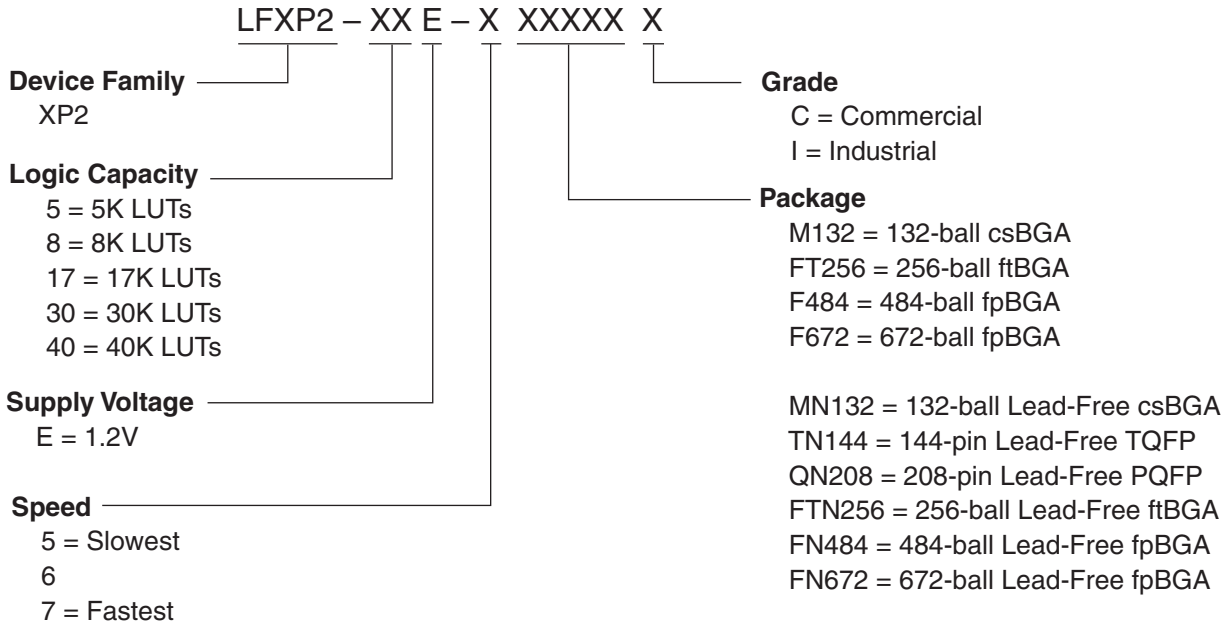 LFXP2 – XX E – X XXXXX X
Device Family
XP2
Logic Capacity
5 = 5K LUTs
8 = 8K LUTs
17 = 17K LUTs
30 = 30K LUTs
40 = 40K LUTs
Supply Voltage
E = 1.2V
Speed
5 = Slowest
6
7 = Fastest
Grade
C = Commercial
I = Industrial
Package
M132 = 132-ball csBGA
FT256 = 256-ball ftBGA
F484 = 484-ball fpBGA
F672 = 672-ball fpBGA
MN132 = 132-ball Lead-Free csBGA
TN144 = 144-pin Lead-Free TQFP
QN208 = 208-pin Lead-Free PQFP
FTN256 = 256-ball Lead-Free ftBGA
FN484 = 484-ball Lead-Free fpBGA
FN672 = 672-ball Lead-Free fpBGA